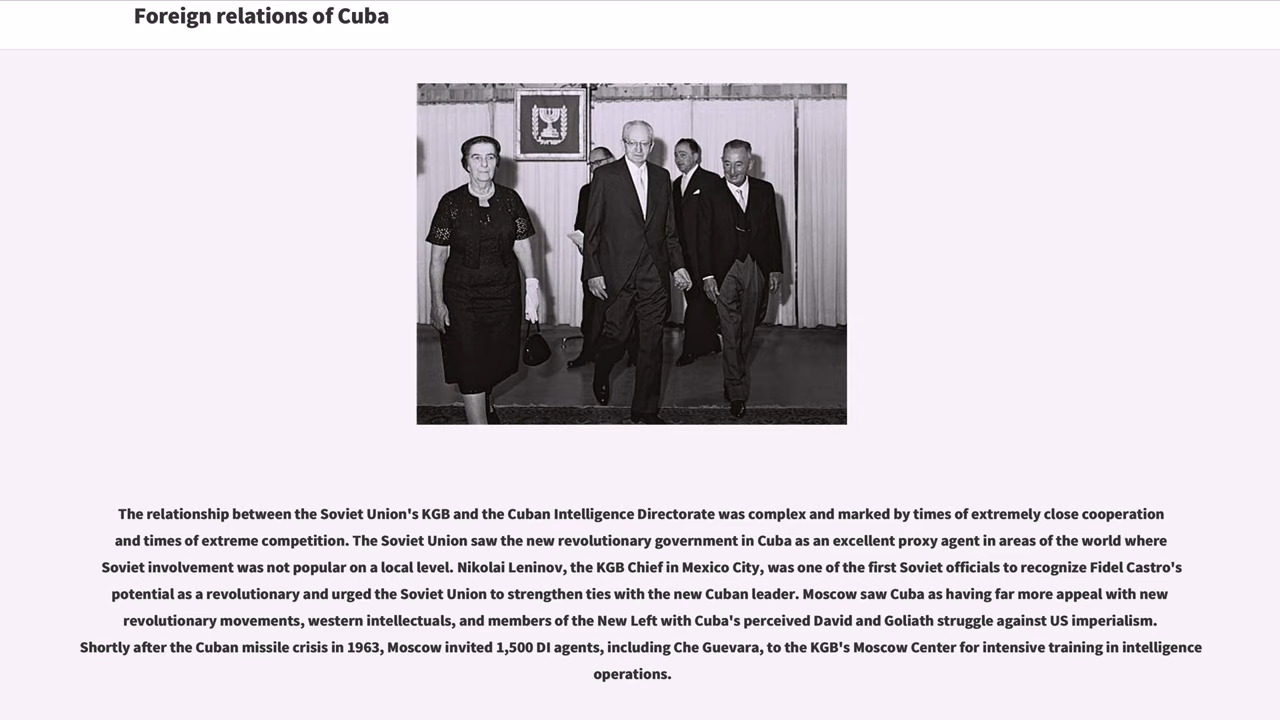 Foreign relations of Cuba
The relationship between the Soviet Union's KGB and the Cuban Intelligence Directorate was complex and marked by times of extremely close cooperation
and times of extreme competition. The Soviet Union saw the new revolutionary government in Cuba as an excellent proxy agent in areas of the world where
Soviet involvement was not popular on a local level. Nikolai Leninov, the KGB Chief in Mexico City, was one of the first Soviet officials to recognize Fidel Castro's
potential as a revolutionary and urged the Soviet Union to strengthen ties with the new Cuban leader. Moscow saw Cuba as having far more appeal with new
revolutionary movements, western intellectuals, and members of the New Left with Cuba's perceived David and Goliath struggle against US imperialism.
Shortly after the Cuban missile crisis in 1963, Moscow invited 1,500 DI agents, including Che Guevara, to the KGB's Moscow Center for intensive training in intelligence
operations.